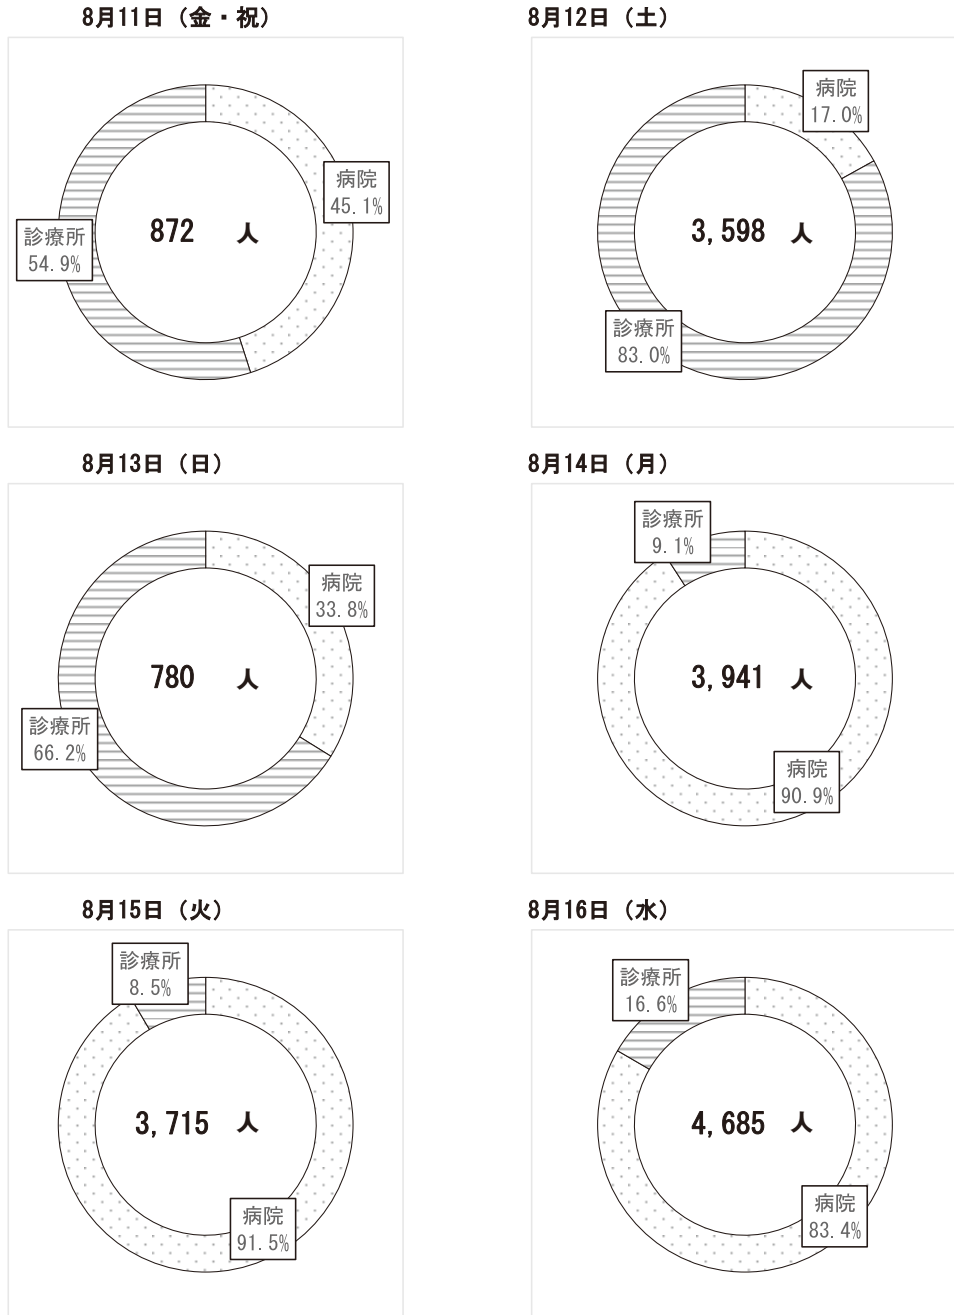 8月11日（金・祝）
病院
45.1%
872 人
診療所
54.9%
8月12日（土）
病院
17.0%
3,598 人
診療所
83.0%
8月13日（日）
病院
33.8%
780 人
診療所
66.2%
8月14日（月）
診療所
9.1%
3,941 人
病院
90.9%
8月15日（火）
診療所
8.5%
3,715 人
病院
91.5%
8月16日（水）
診療所
16.6%
4,685 人
病院
83.4%